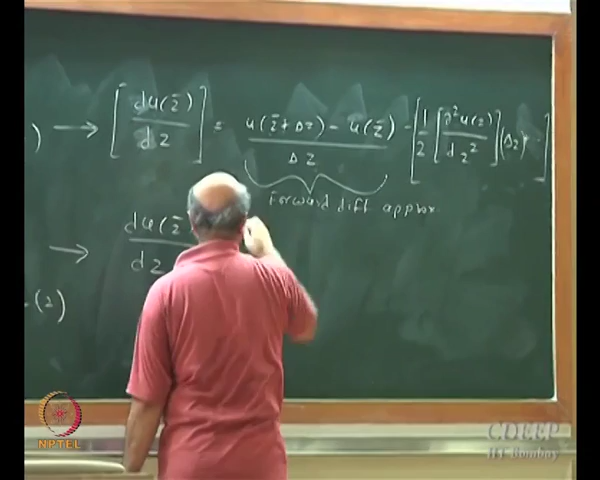 ) → [du(z̄)/dz] = (u(z̄+Δz) - u(z̄))/Δz - [1/2 [∂²u(z)/dz²](Δz) ]
Forward diff approx.
→ du(z̄/dz
(2)
NPTEL
CDEEP
IIT Bombay